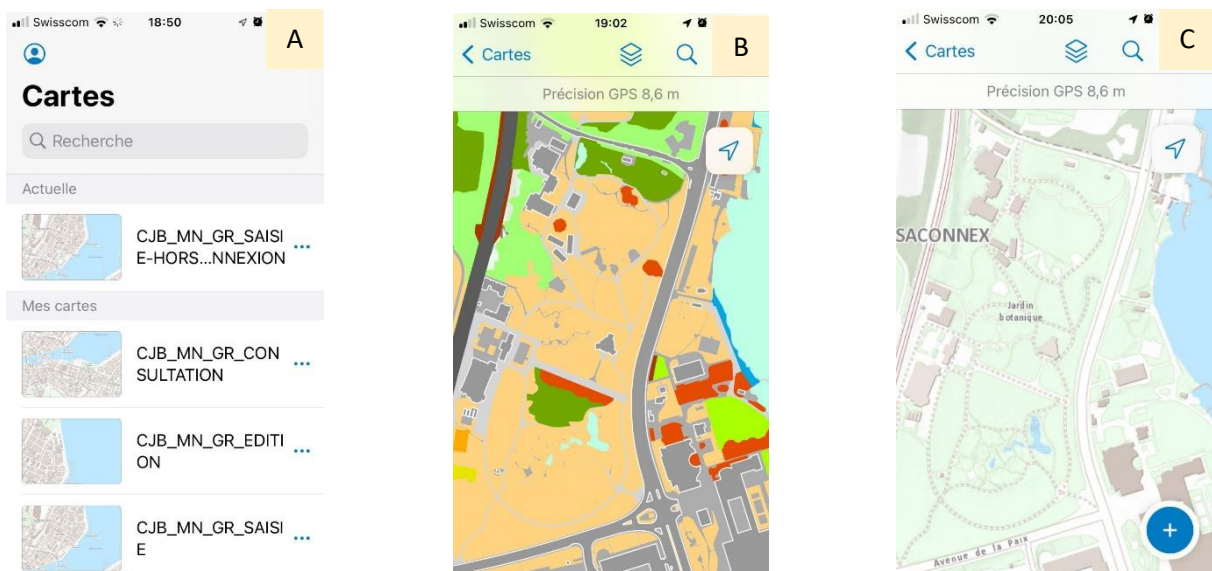 Swisscom 18:50
A
Cartes
Recherche
Actuelle
CJB_MN_GR_SAISI
E-HORS...NNEXION
Mes cartes
CJB_MN_GR_CON
SULTATION
CJB_MN_GR_EDITI
ON
CJB_MN_GR_SAISI
E
Swisscom 19:02
B
Cartes
Précision GPS 8,6 m
Swisscom 20:05
C
Cartes
Précision GPS 8,6 m
SACONNEX
Jardin
botanique
Avenue de la Paix